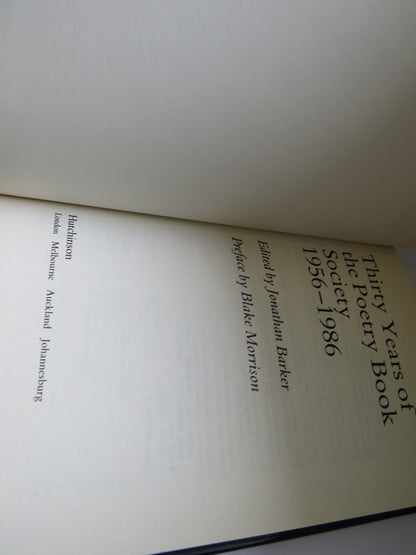 Thirty Years of
the Poetry Book
Society
1956–1986
Edited by Jonathan Barker
Preface by Blake Morrison
Hutchinson
London Melbourne Auckland Johannesburg